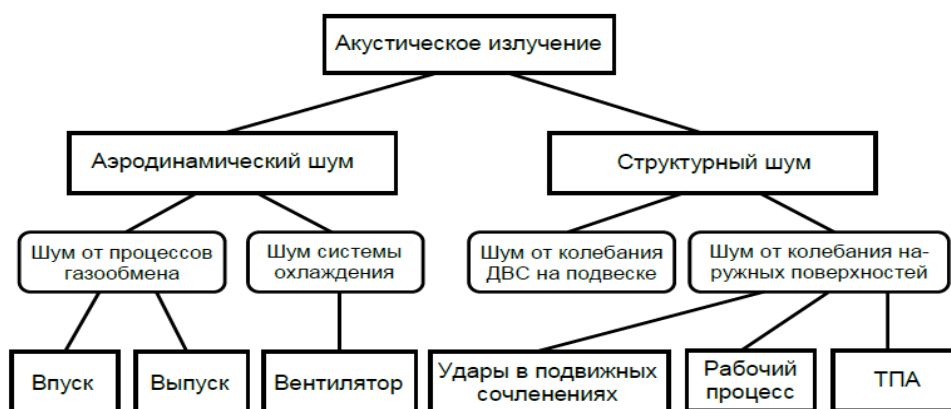 Акустическое излучение
Аэродинамический шум
Структурный шум
Шум от процессов
газообмена
Шум системы
охлаждения
Шум от колебания
ДВС на подвеске
Шум от колебания на-
ружных поверхностей
Впуск
Выпуск
Вентилятор
Удары в подвижных
сочленениях
Рабочий
процесс
ТПА